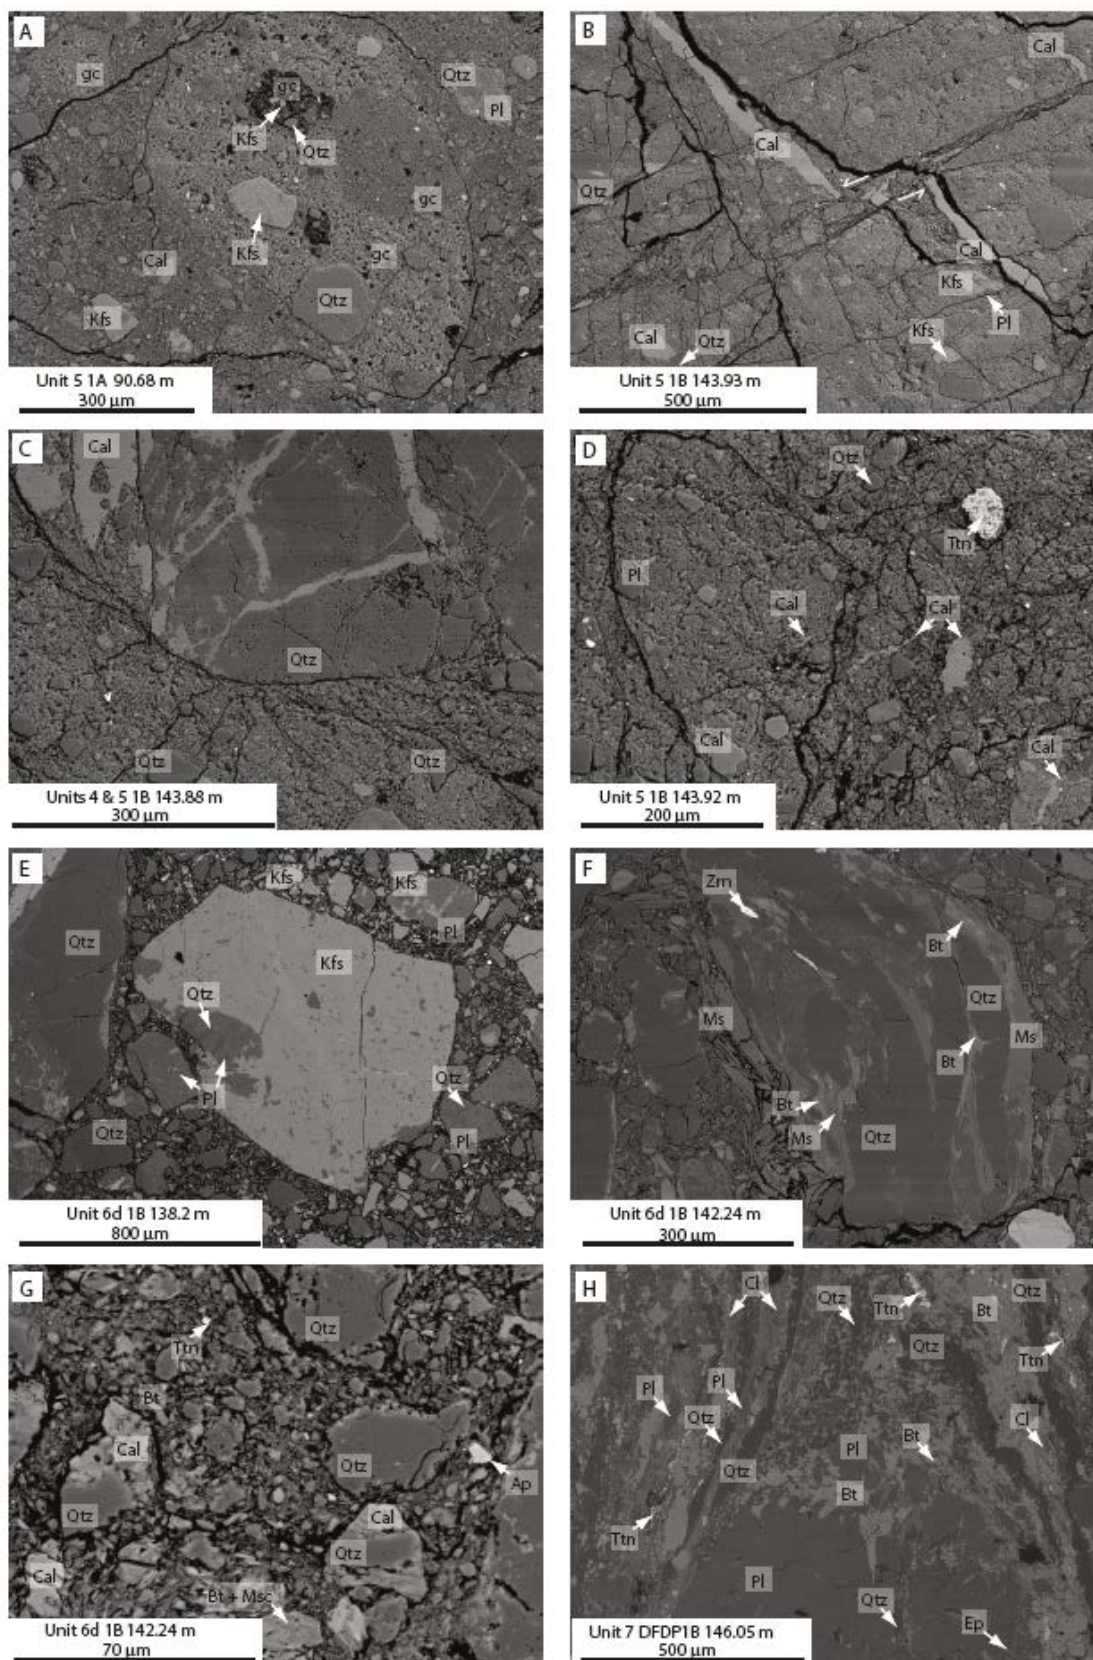 A
gc
gc
Qtz
Pl
Kfs
Qtz
gc
Kfs
gc
Cal
Qtz
Kfs
Unit 5 1A 90.68 m
300 μm
B
Cal
Cal
Qtz
Cal
Kfs
Pl
Cal
Qtz
Kfs
Unit 5 1B 143.93 m
500 μm
C
Cal
Qtz
Qtz
Qtz
Units 4 & 5 1B 143.88 m
300 μm
D
Qtz
Ttn
Pl
Cal
Cal
Cal
Cal
Unit 5 1B 143.92 m
200 μm
E
Kfs
Kfs
Qtz
Pl
Kfs
Qtz
Qtz
Pl
Qtz
Pl
Unit 6d 1B 138.2 m
800 μm
F
Zrn
Bt
Qtz
Ms
Ms
Bt
Bt
Ms
Qtz
Unit 6d 1B 142.24 m
300 μm
G
Qtz
Ttn
Bt
Cal
Qtz
Ap
Qtz
Cal
Qtz
Cal
Bt + Msc
Unit 6d 1B 142.24 m
70 μm
H
Cl
Qtz
Ttn
Bt
Qtz
Qtz
Ttn
Pl
Pl
Qtz
Cl
Bt
Pl
Qtz
Bt
Ttn
Pl
Qtz
Ep
Unit 7 DFDP1B 146.05 m
500 μm